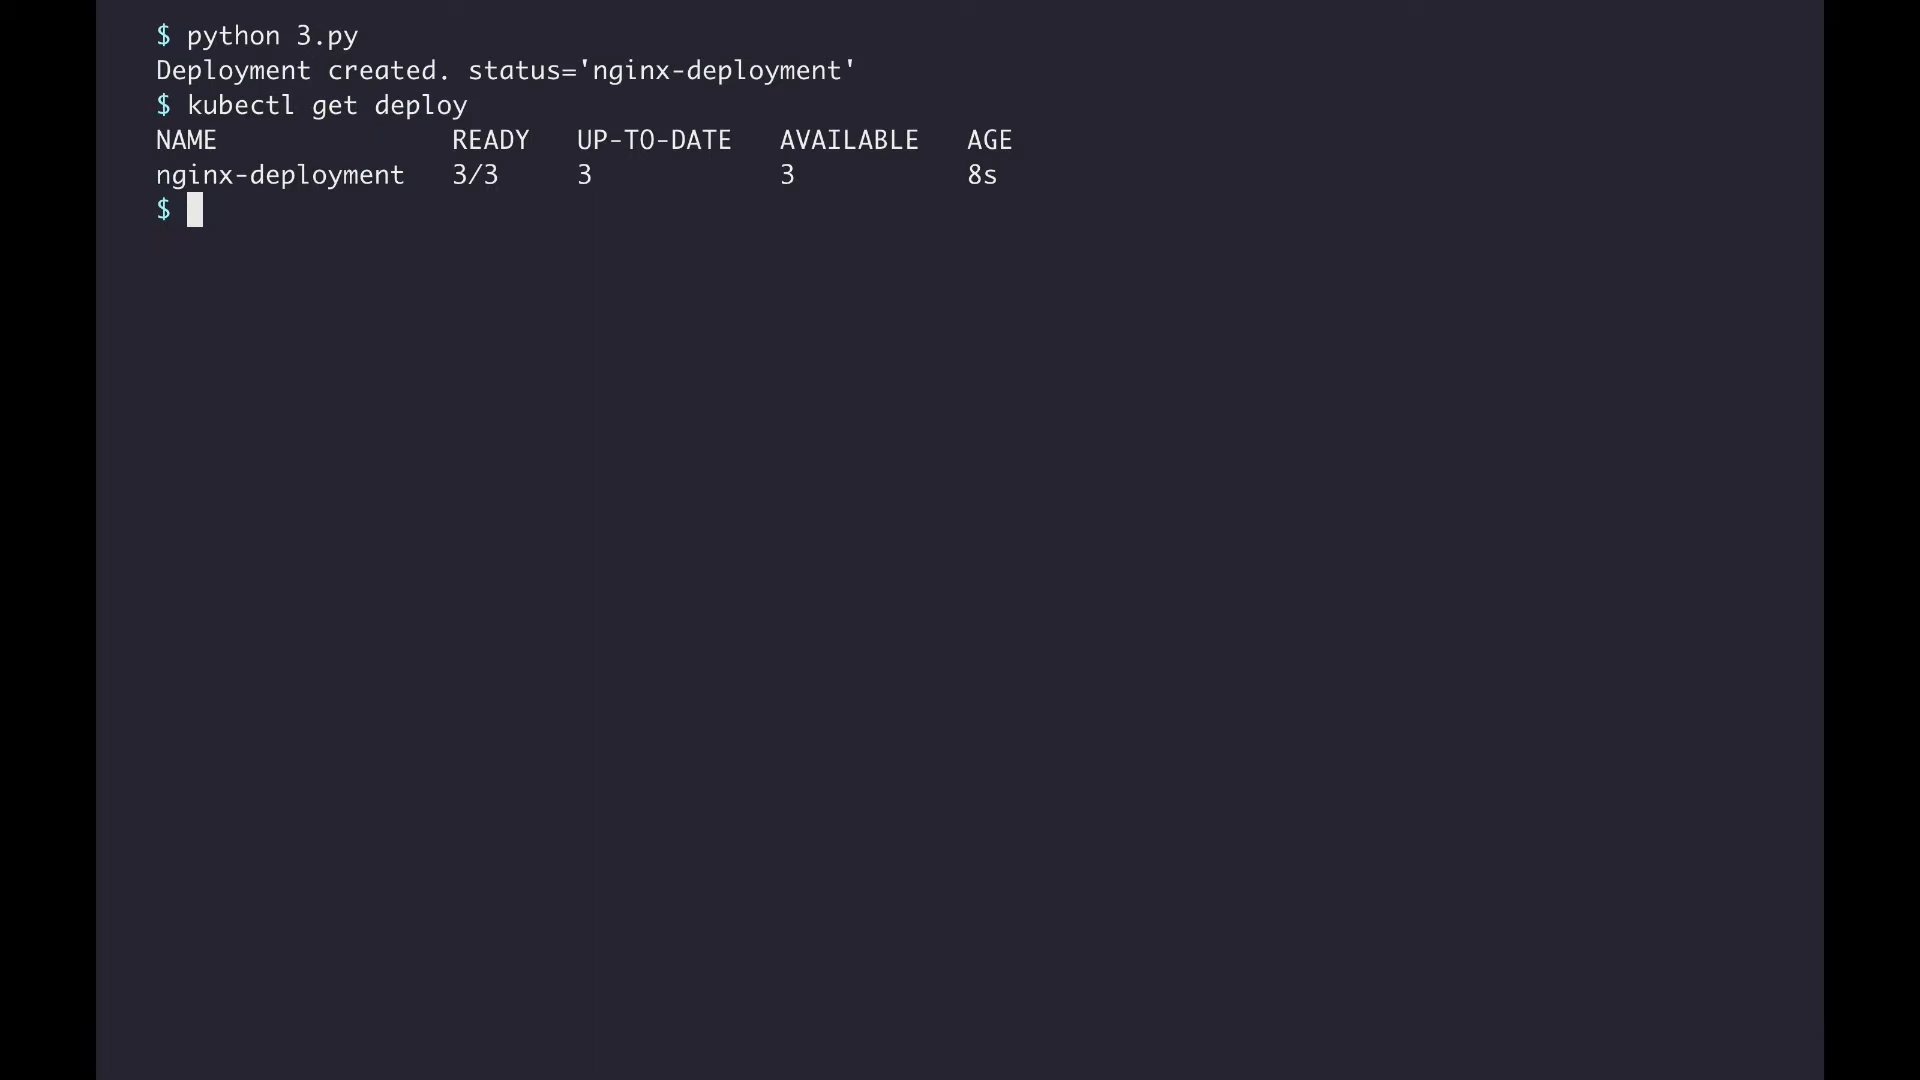 $ python 3.py
Deployment created. status='nginx-deployment'
$ kubectl get deploy
NAME               READY   UP-TO-DATE   AVAILABLE   AGE
nginx-deployment   3/3     3            3           8s
$